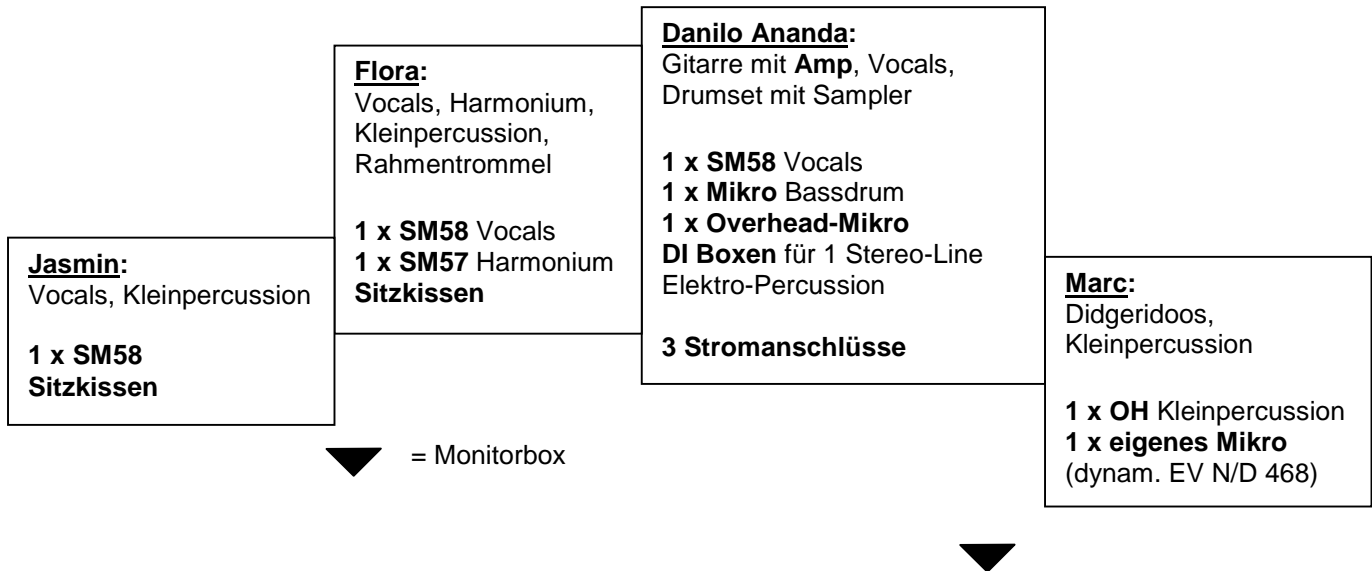 Jasmin:
Vocals, Kleinpercussion
1 x SM58
Sitzkissen
Flora:
Vocals, Harmonium,
Kleinpercussion,
Rahmentrommel
1 x SM58 Vocals
1 x SM57 Harmonium
Sitzkissen
Danilo Ananda:
Gitarre mit Amp, Vocals,
Drumset mit Sampler
1 x SM58 Vocals
1 x Mikro Bassdrum
1 x Overhead-Mikro
DI Boxen für 1 Stereo-Line
Elektro-Percussion
3 Stromanschlüsse
Marc:
Didgeridoos,
Kleinpercussion
1 x OH Kleinpercussion
1 x eigenes Mikro
(dynam. EV N/D 468)
= Monitorbox